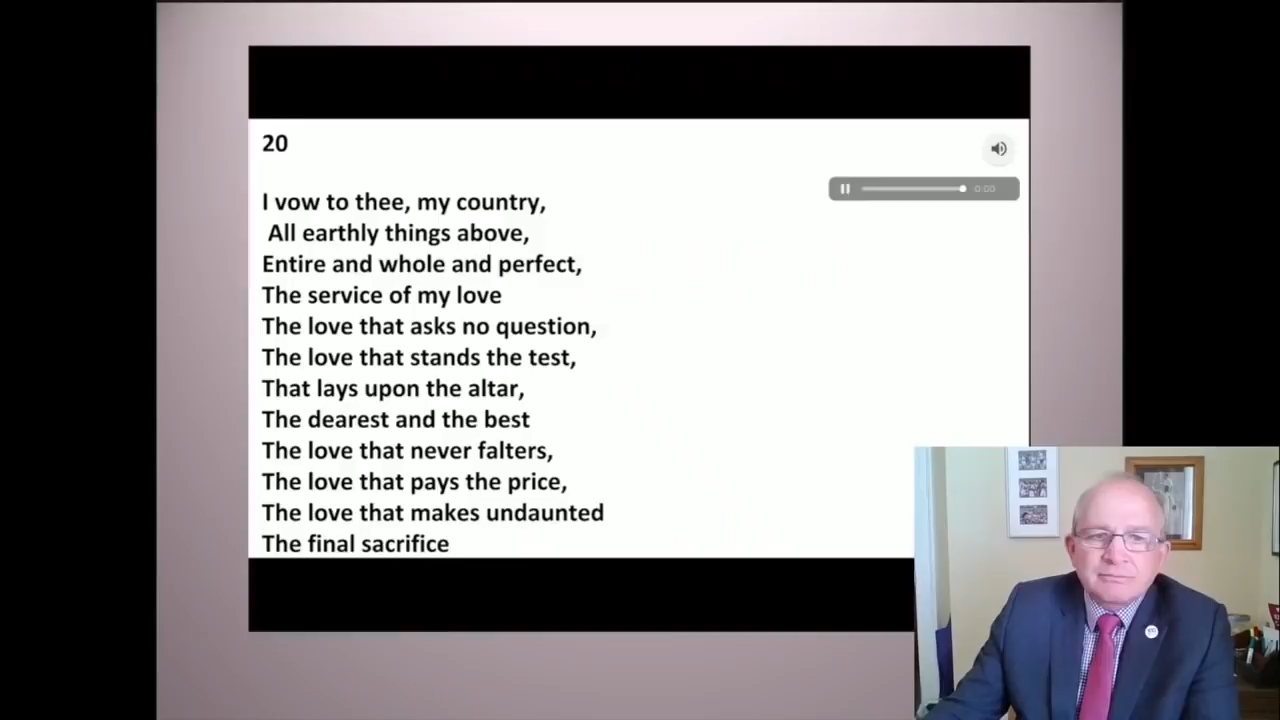 20
0:00
I vow to thee, my country,
All earthly things above,
Entire and whole and perfect,
The service of my love
The love that asks no question,
The love that stands the test,
That lays upon the altar,
The dearest and the best
The love that never falters,
The love that pays the price,
The love that makes undaunted
The final sacrifice